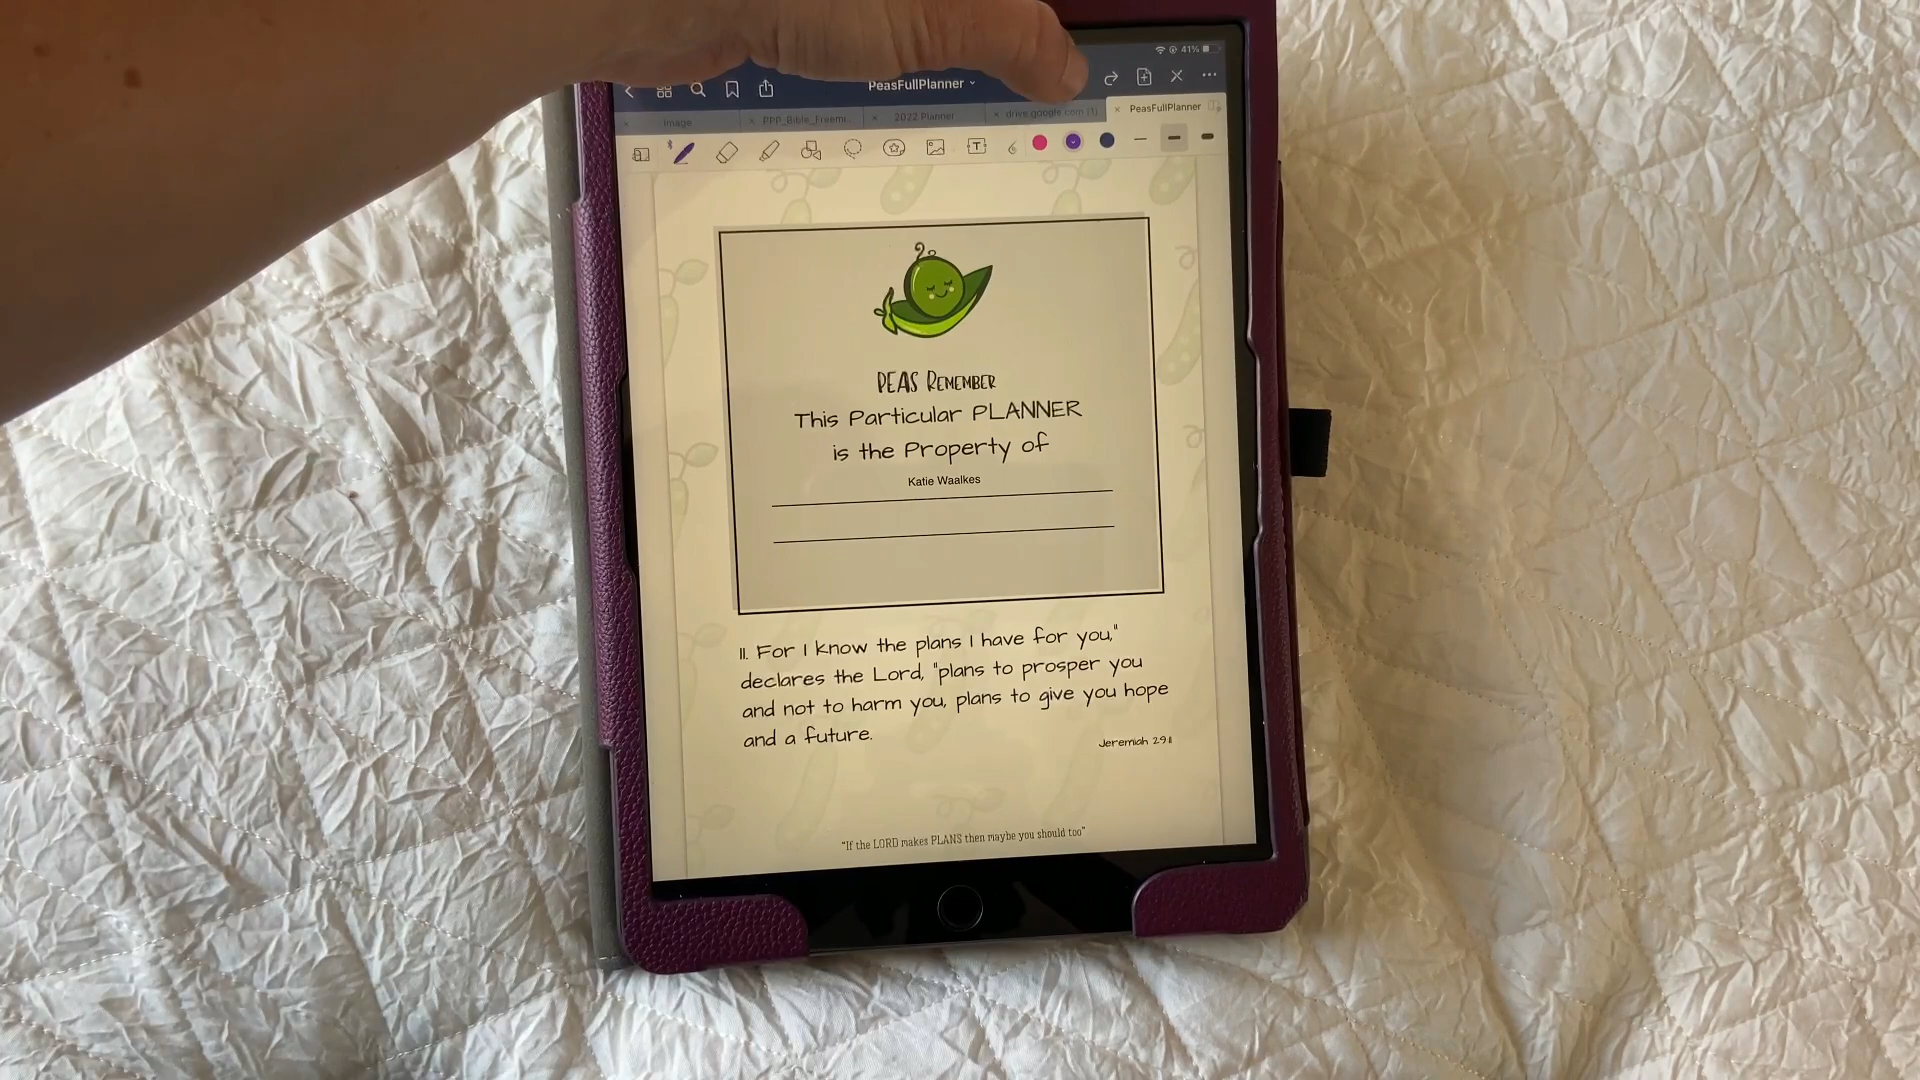 41%
PeasFullPlanner
Image
PPP_Bible_Freemi...
2022 Planner
drive.google.com (1)
PeasFullPlanner
T
PEAS REMEMBER
This Particular PLANNER
is the Property of
Katie Waalkes
11. For I know the plans I have for you,"
declares the Lord, "plans to prosper you
and not to harm you, plans to give you hope
and a future.
Jeremiah 29:11
"If the LORD makes PLANS then maybe you should too"